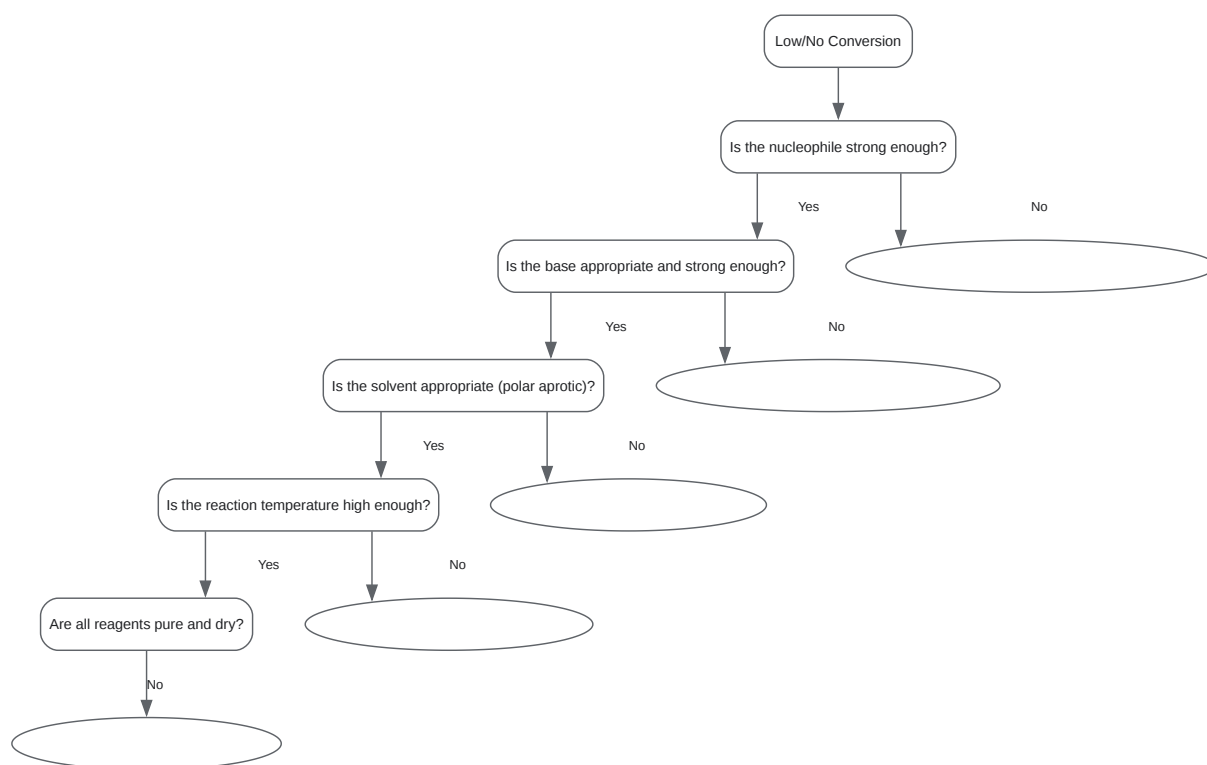 Low/No Conversion
Is the nucleophile strong enough?
Yes
No
Is the base appropriate and strong enough?
Yes
No
Is the solvent appropriate (polar aprotic)?
Yes
No
Is the reaction temperature high enough?
Yes
No
Are all reagents pure and dry?
No